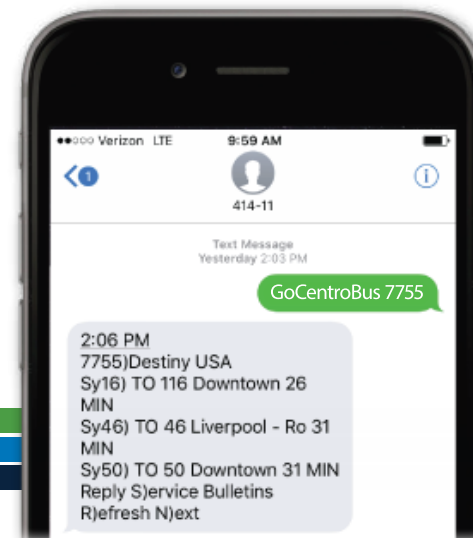 Verizon LTE 9:59 AM
1
414-11
Text Message
Yesterday 2:03 PM
GoCentroBus 7755
2:06 PM
7755)Destiny USA
Sy16) TO 116 Downtown 26
MIN
Sy46) TO 46 Liverpool - Ro 31
MIN
Sy50) TO 50 Downtown 31 MIN
Reply S)ervice Bulletins
R)efresh N)ext